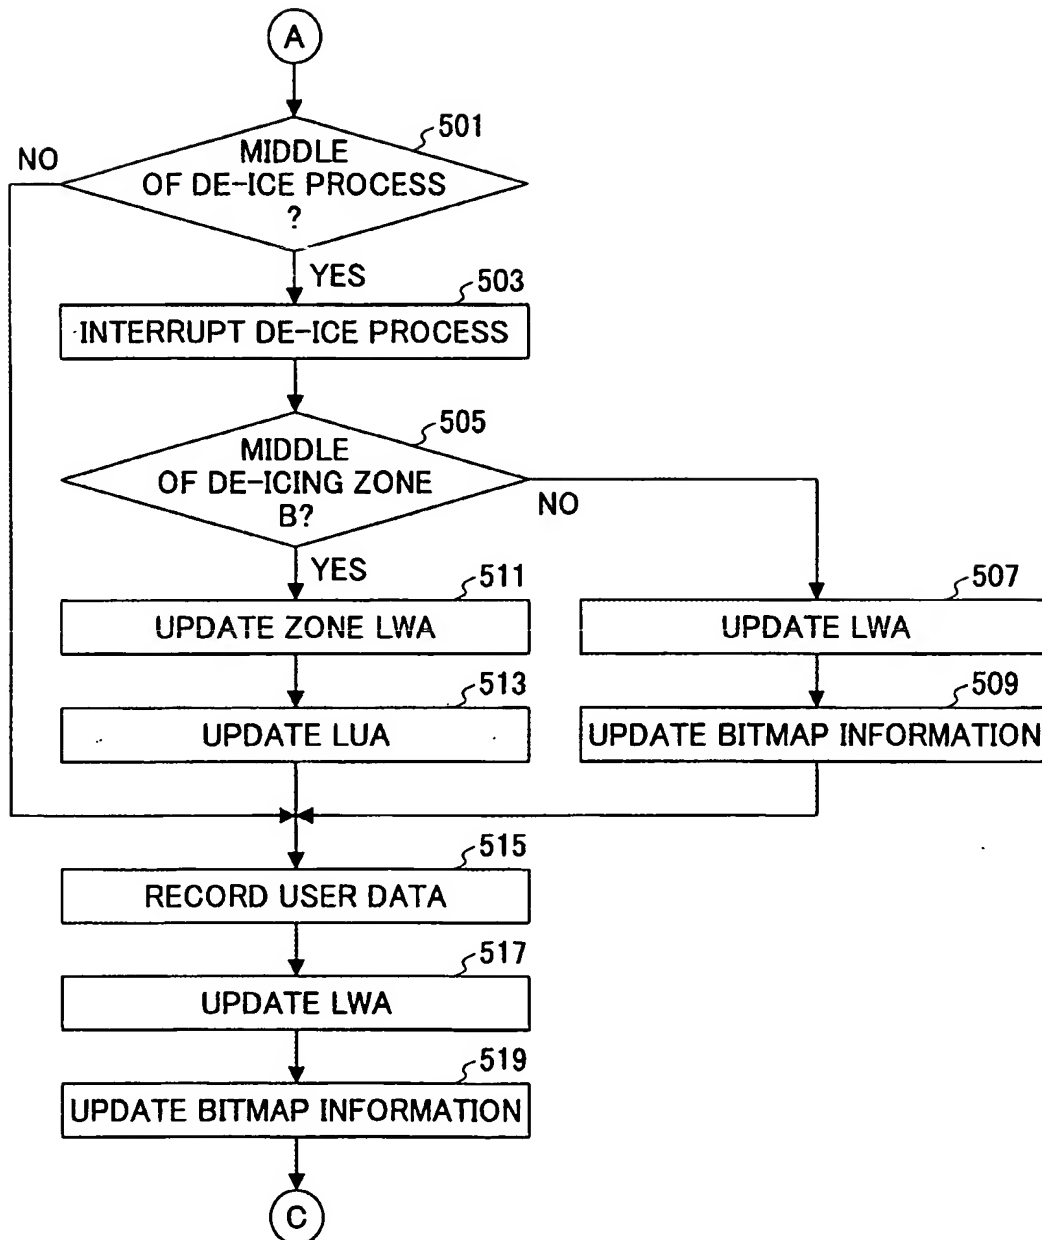 A
501
NO
MIDDLE
OF DE-ICE PROCESS
?
YES
503
INTERRUPT DE-ICE PROCESS
505
MIDDLE
OF DE-ICING ZONE
B?
NO
YES
511
UPDATE ZONE LWA
507
UPDATE LWA
513
UPDATE LUA
509
UPDATE BITMAP INFORMATION
515
RECORD USER DATA
517
UPDATE LWA
519
UPDATE BITMAP INFORMATION
C